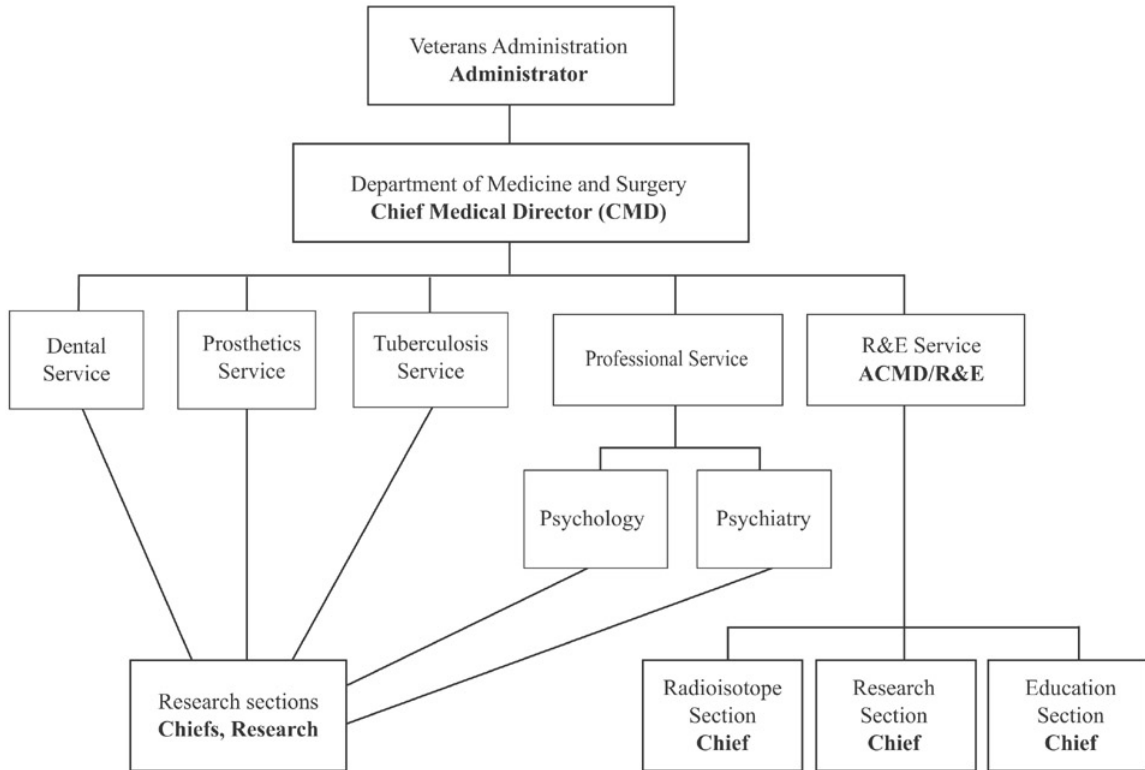 Veterans Administration
Administrator
Department of Medicine and Surgery
Chief Medical Director (CMD)
Dental
Service
Prosthetics
Service
Tuberculosis
Service
Professional Service
R&E Service
ACMD/R&E
Psychology
Psychiatry
Research sections
Chiefs, Research
Radioisotope
Section
Chief
Research
Section
Chief
Education
Section
Chief